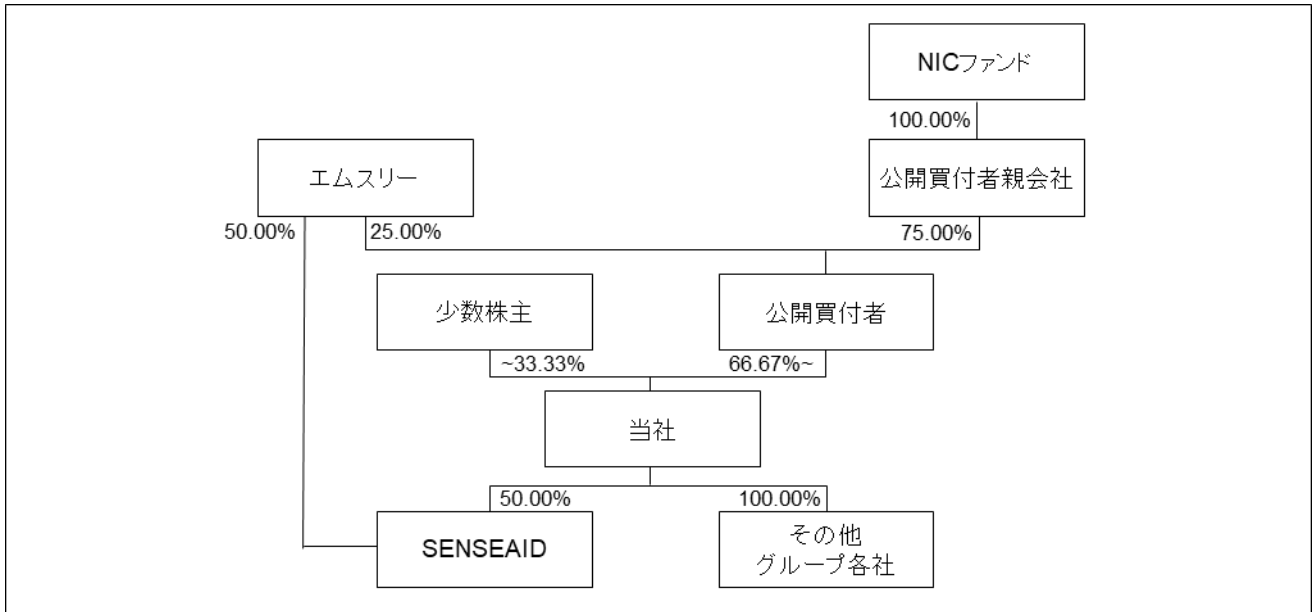 NICファンド
100.00%
エムスリー
公開買付者親会社
50.00%
25.00%
75.00%
少数株主
公開買付者
~33.33%
66.67%~
当社
50.00%
100.00%
SENSEAID
その他
グループ各社